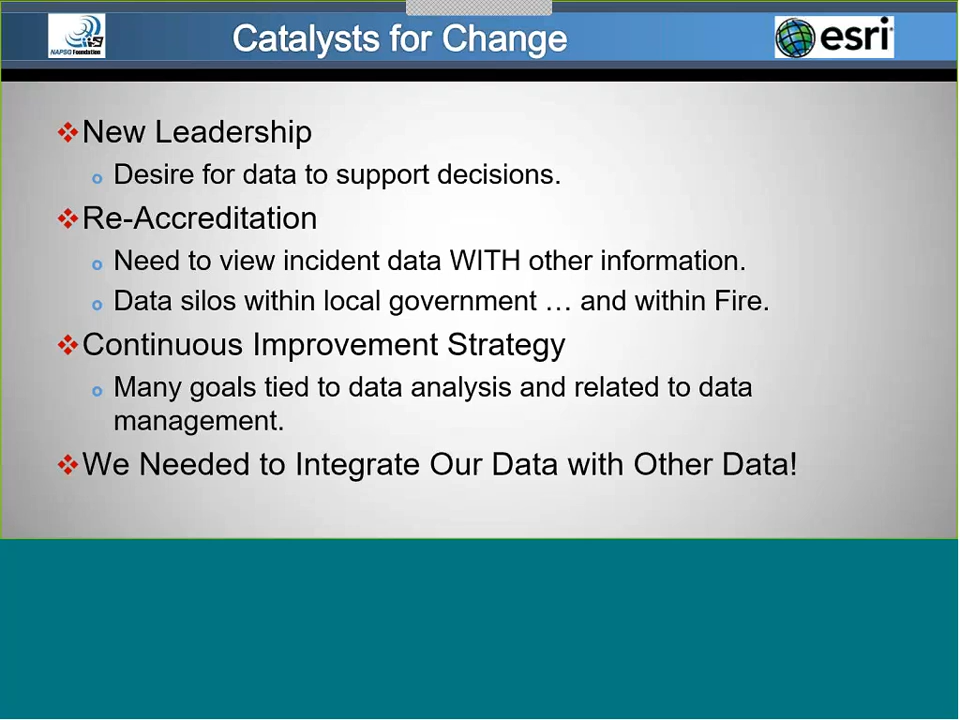 NAPSG Foundation
Catalysts for Change
esri
New Leadership
Desire for data to support decisions.
Re-Accreditation
Need to view incident data WITH other information.
Data silos within local government … and within Fire.
Continuous Improvement Strategy
Many goals tied to data analysis and related to data
management.
We Needed to Integrate Our Data with Other Data!